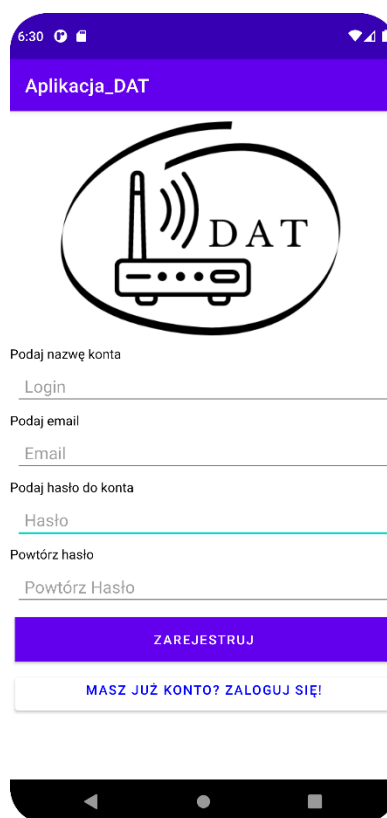 6:30
Aplikacja_DAT
DAT
Podaj nazwę konta
Login
Podaj email
Email
Podaj hasło do konta
Hasło
Powtórz hasło
Powtórz Hasło
ZAREJESTRUJ
MASZ JUŻ KONTO? ZALOGUJ SIĘ!